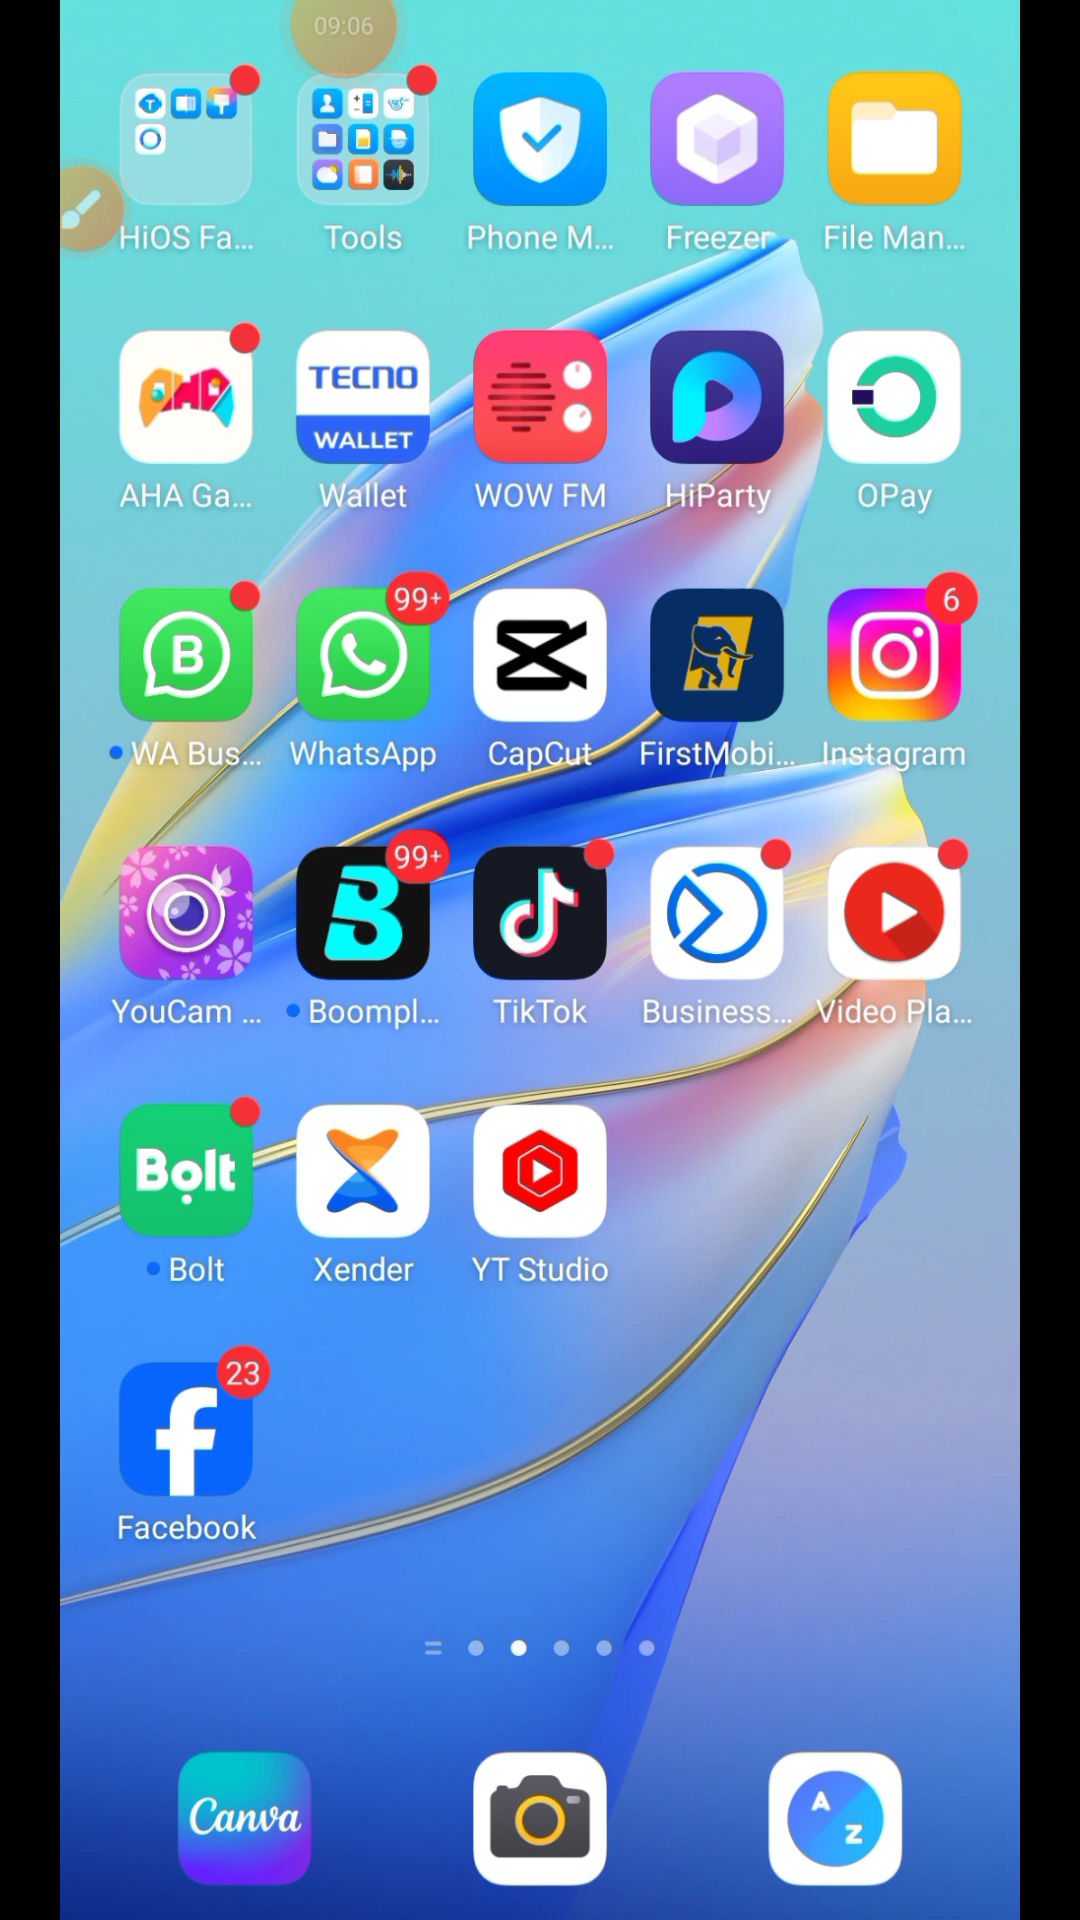 09:06
HiOS Fa...
Tools
Phone M...
Freezer
File Man...
AHA
TECNO
WALLET
AHA Ga...
Wallet
WOW FM
HiParty
OPay
B
99+
6
WA Bus...
WhatsApp
CapCut
FirstMobi...
Instagram
99+
B
YouCam ...
Boompl...
TikTok
Business...
Video Pla...
Bolt
Bolt
Xender
YT Studio
23
f
Facebook
Canva
A
Z